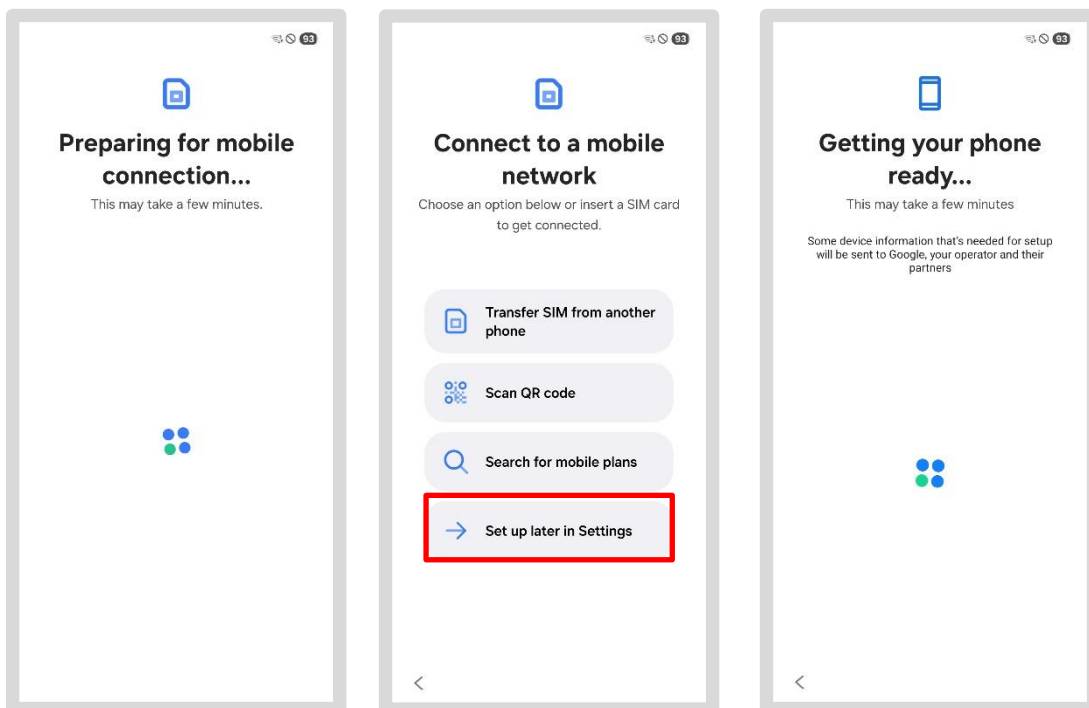 93
Preparing for mobile
connection...
This may take a few minutes.
93
Connect to a mobile
network
Choose an option below or insert a SIM card
to get connected.
Transfer SIM from another
phone
Scan QR code
Search for mobile plans
Set up later in Settings
93
Getting your phone
ready...
This may take a few minutes
Some device information that's needed for setup
will be sent to Google, your operator and their
partners